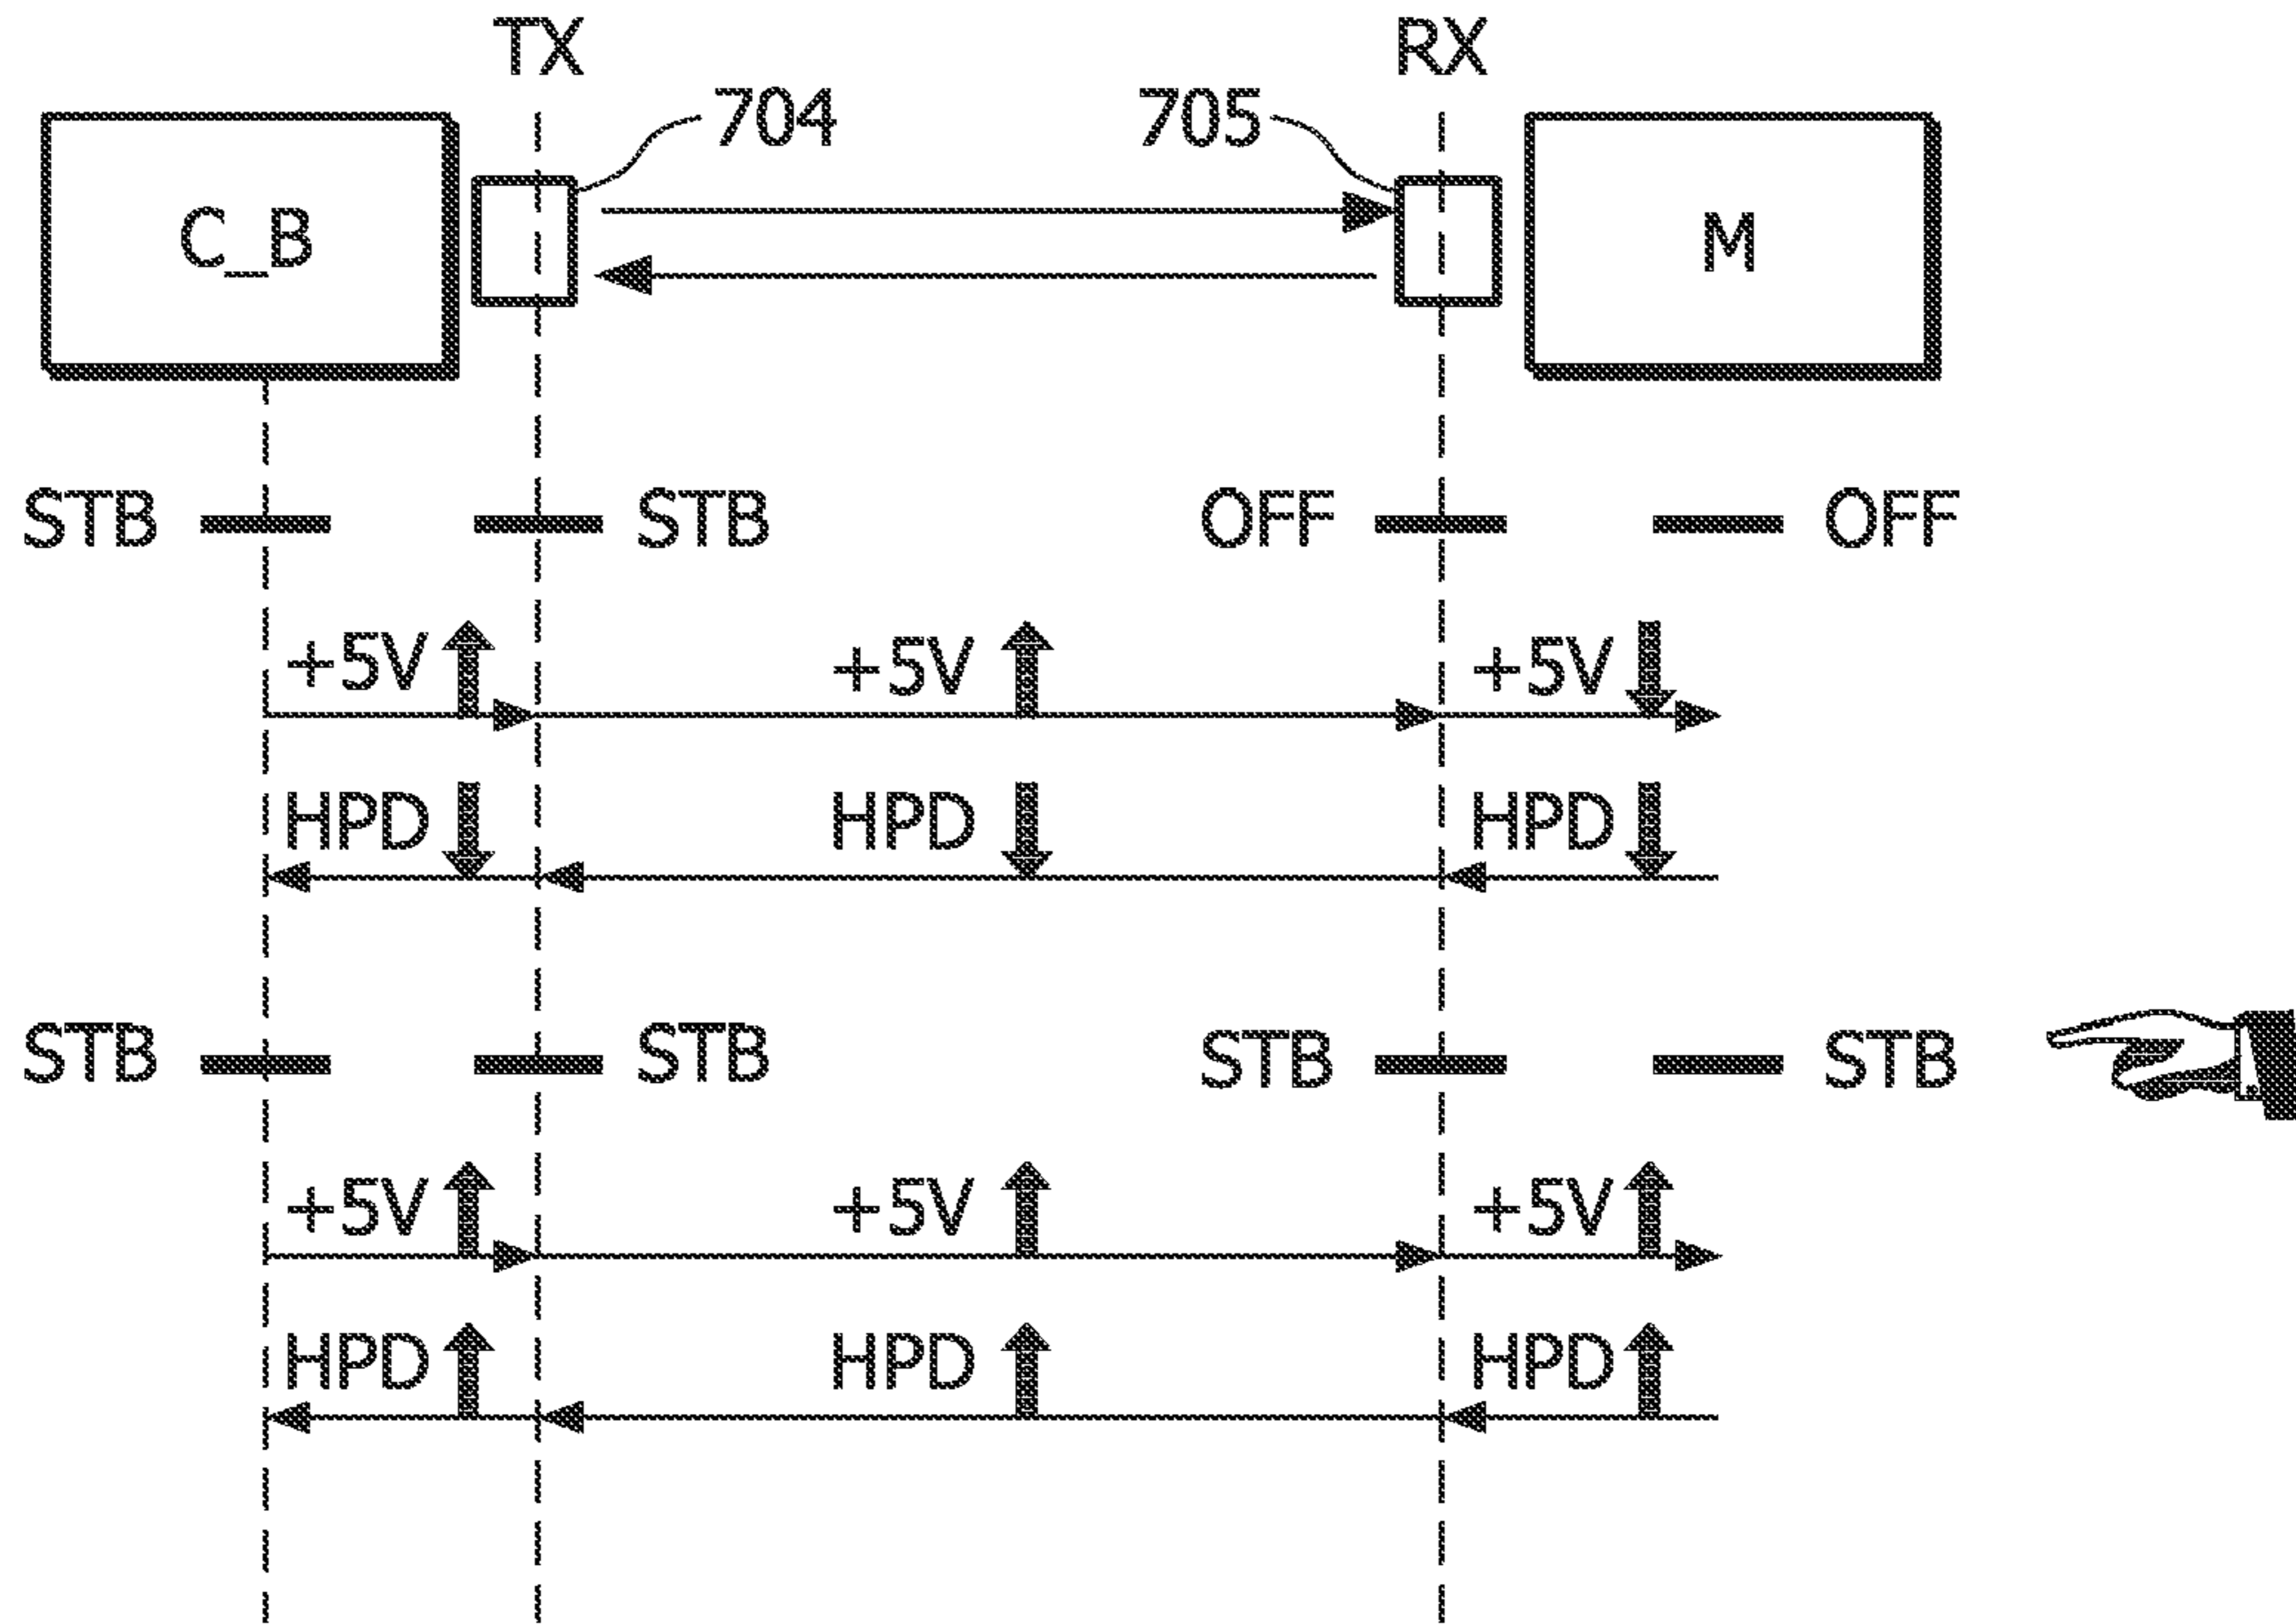 TX RX
704 705
C_B M
STB STB OFF OFF
+5V +5V +5V
HPD HPD HPD
STB STB STB STB
+5V +5V +5V
HPD HPD HPD